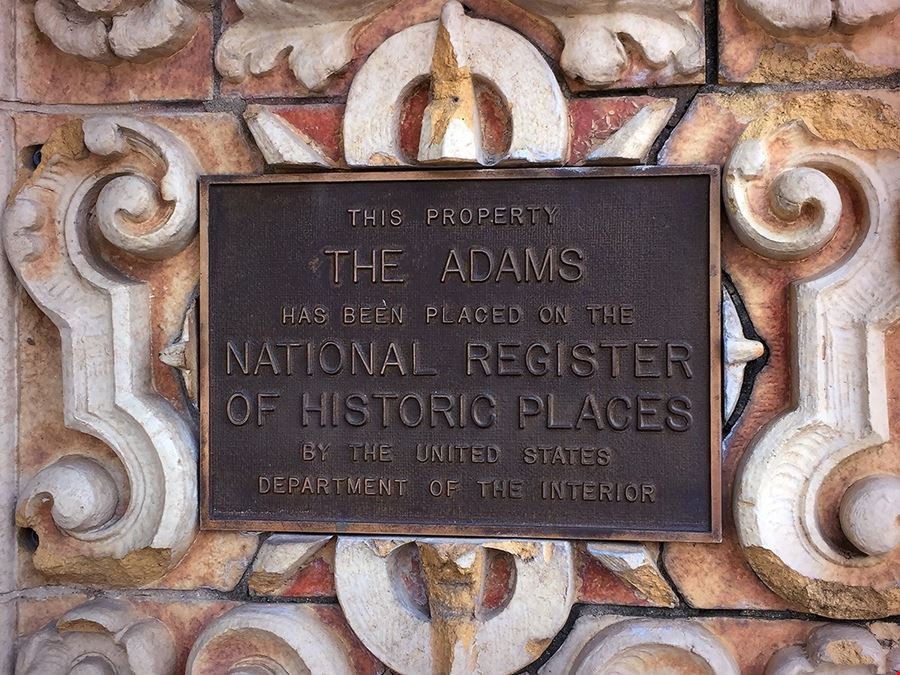 THIS PROPERTY
THE ADAMS
HAS BEEN PLACED ON THE
NATIONAL REGISTER
OF HISTORIC PLACES
BY THE UNITED STATES
DEPARTMENT OF THE INTERIOR